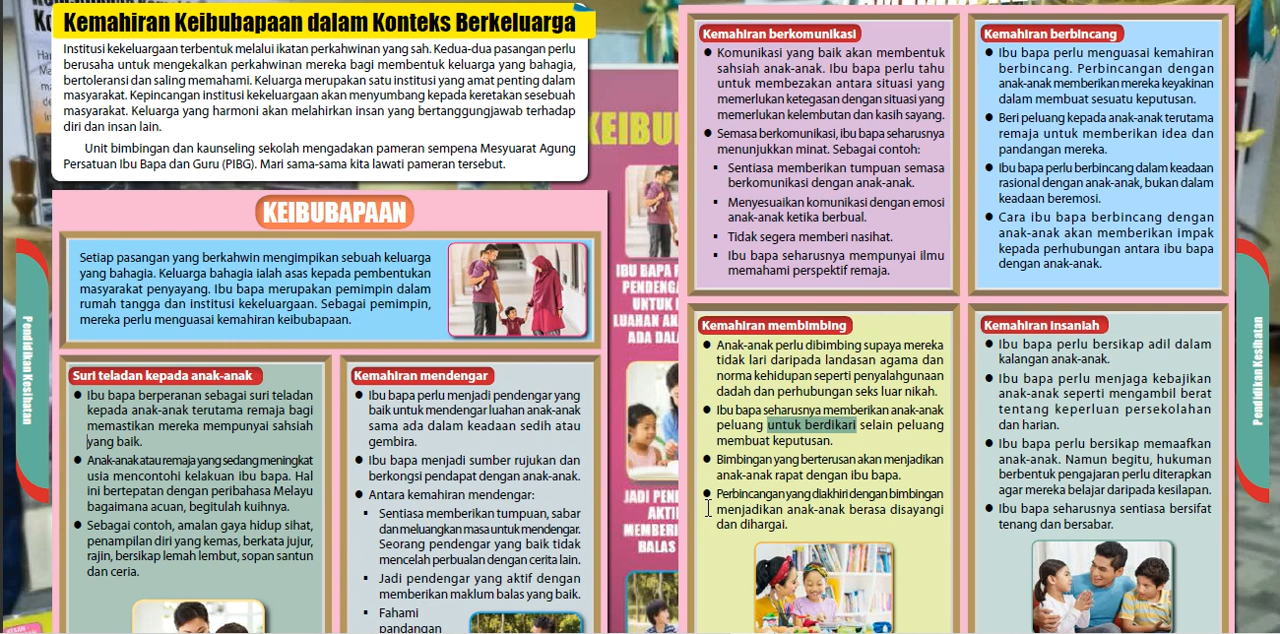 Kemahiran Keibubapaan dalam Konteks Berkeluarga
Institusi kekeluargaan terbentuk melalui ikatan perkahwinan yang sah. Kedua-dua pasangan perlu
berusaha untuk mengekalkan perkahwinan mereka bagi membentuk keluarga yang bahagia,
bertoleransi dan saling memahami. Keluarga merupakan satu institusi yang amat penting dalam
masyarakat. Kepincangan institusi kekeluargaan akan menyumbang kepada keretakan sesebuah
masyarakat. Keluarga yang harmoni akan melahirkan insan yang bertanggungjawab terhadap
diri dan insan lain.
Unit bimbingan dan kaunseling sekolah mengadakan pameran sempena Mesyuarat Agung
Persatuan Ibu Bapa dan Guru (PIBG). Mari sama-sama kita lawati pameran tersebut.
KEIBUBAPAAN
Setiap pasangan yang berkahwin mengimpikan sebuah keluarga
yang bahagia. Keluarga bahagia ialah asas kepada pembentukan
masyarakat penyayang. Ibu bapa merupakan pemimpin dalam
rumah tangga dan institusi kekeluargaan. Sebagai pemimpin,
mereka perlu menguasai kemahiran keibubapaan.
Pendidikan Kesihatan
Suri teladan kepada anak-anak
● Ibu bapa berperanan sebagai suri teladan
kepada anak-anak terutama remaja bagi
memastikan mereka mempunyai sahsiah
yang baik.
● Anak-anak atau remaja yang sedang meningkat
usia mencontohi kelakuan ibu bapa. Hal
ini bertepatan dengan peribahasa Melayu
bagaimana acuan, begitulah kuihnya.
● Sebagai contoh, amalan gaya hidup sihat,
penampilan diri yang kemas, berkata jujur,
rajin, bersikap lemah lembut, sopan santun
dan ceria.
Kemahiran mendengar
● Ibu bapa perlu menjadi pendengar yang
baik untuk mendengar luahan anak-anak
sama ada dalam keadaan sedih atau
gembira.
● Ibu bapa menjadi sumber rujukan dan
berkongsi pendapat dengan anak-anak.
● Antara kemahiran mendengar:
▪ Sentiasa memberikan tumpuan, sabar
dan meluangkan masa untuk mendengar.
Seorang pendengar yang baik tidak
mencelah perbualan dengan cerita lain.
▪ Jadi pendengar yang aktif dengan
memberikan maklum balas yang baik.
▪ Fahami
pandangan
KEIBU
IBU BAPA
PENDENGA
UNTUK
LUAHAN AN
ADA DAL
JADI PEN
AKTI
MEMBERI
BALAS
Kemahiran berkomunikasi
● Komunikasi yang baik akan membentuk
sahsiah anak-anak. Ibu bapa perlu tahu
untuk membezakan antara situasi yang
memerlukan ketegasan dengan situasi yang
memerlukan kelembutan dan kasih sayang.
● Semasa berkomunikasi, ibu bapa seharusnya
menunjukkan minat. Sebagai contoh:
▪ Sentiasa memberikan tumpuan semasa
berkomunikasi dengan anak-anak.
▪ Menyesuaikan komunikasi dengan emosi
anak-anak ketika berbual.
▪ Tidak segera memberi nasihat.
▪ Ibu bapa seharusnya mempunyai ilmu
memahami perspektif remaja.
Kemahiran berbincang
● Ibu bapa perlu menguasai kemahiran
berbincang. Perbincangan dengan
anak-anak memberikan mereka keyakinan
dalam membuat sesuatu keputusan.
● Beri peluang kepada anak-anak terutama
remaja untuk memberikan idea dan
pandangan mereka.
● Ibu bapa perlu berbincang dalam keadaan
rasional dengan anak-anak, bukan dalam
keadaan beremosi.
● Cara ibu bapa berbincang dengan
anak-anak akan memberikan impak
kepada perhubungan antara ibu bapa
dengan anak-anak.
Kemahiran membimbing
● Anak-anak perlu dibimbing supaya mereka
tidak lari daripada landasan agama dan
norma kehidupan seperti penyalahgunaan
dadah dan perhubungan seks luar nikah.
● Ibu bapa seharusnya memberikan anak-anak
peluang untuk berdikari selain peluang
membuat keputusan.
● Bimbingan yang berterusan akan menjadikan
anak-anak rapat dengan ibu bapa.
● Perbincangan yang diakhiri dengan bimbingan
menjadikan anak-anak berasa disayangi
dan dihargai.
Kemahiran insaniah
● Ibu bapa perlu bersikap adil dalam
kalangan anak-anak.
● Ibu bapa perlu menjaga kebajikan
anak-anak seperti mengambil berat
tentang keperluan persekolahan
dan harian.
● Ibu bapa perlu bersikap memaafkan
anak-anak. Namun begitu, hukuman
berbentuk pengajaran perlu diterapkan
agar mereka belajar daripada kesilapan.
● Ibu bapa seharusnya sentiasa bersifat
tenang dan bersabar.
Pendidikan Kesihatan